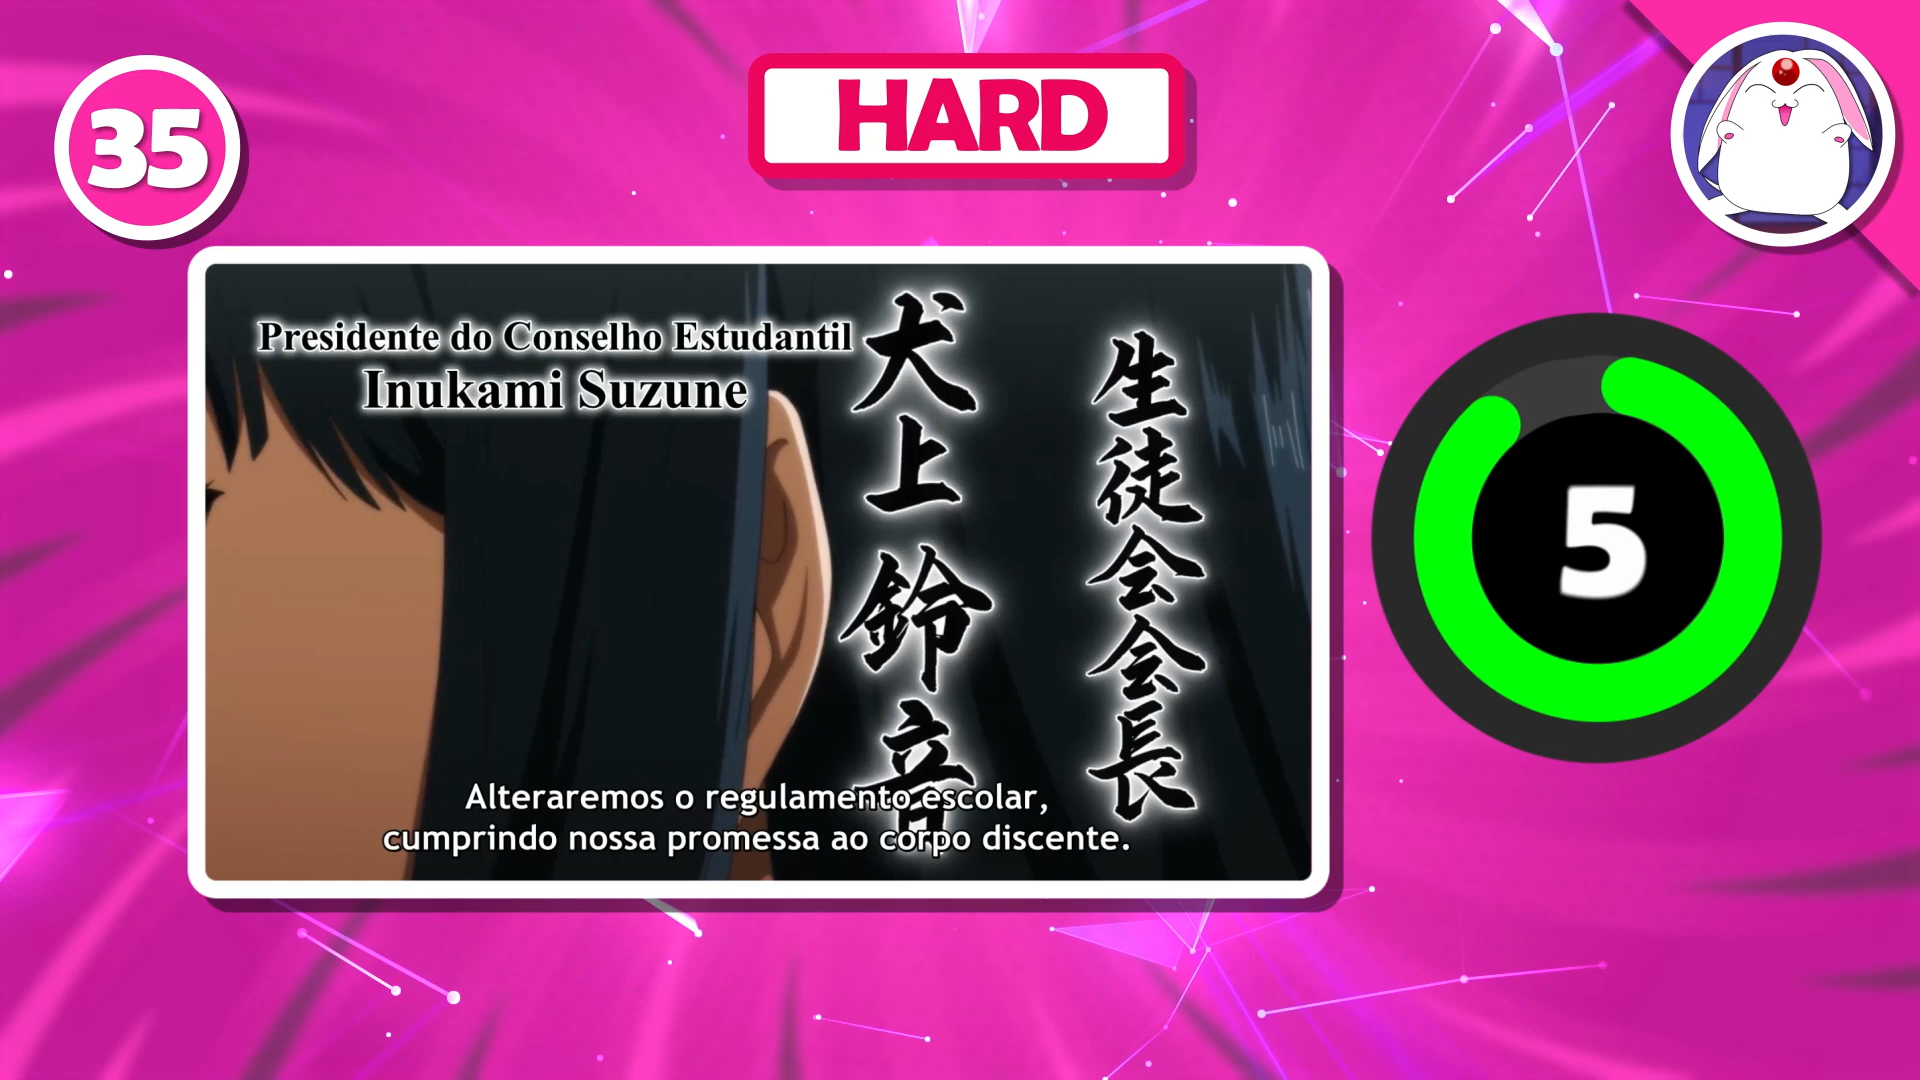 35
HARD
Presidente do Conselho Estudantil
Inukami Suzune
生徒会会長
犬上 鈴音
Alteraremos o regulamento escolar,
cumprindo nossa promessa ao corpo discente.
5